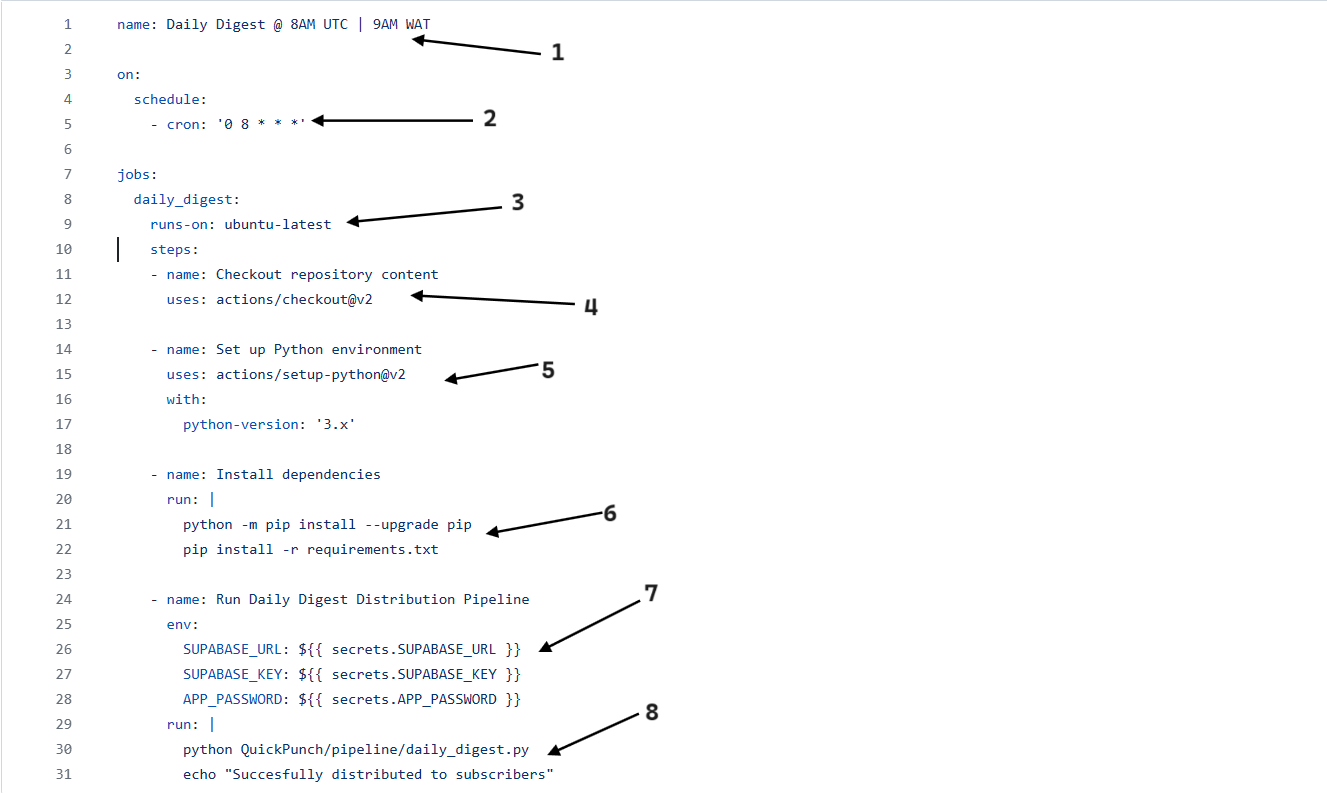 1 name: Daily Digest @ 8AM UTC | 9AM WAT
1
2
3 on:
4 schedule:
5 - cron: '0 8 * * *'
2
6
7 jobs:
8 daily_digest:
9 runs-on: ubuntu-latest
3
10 steps:
11 - name: Checkout repository content
12 uses: actions/checkout@v2
4
13
14 - name: Set up Python environment
15 uses: actions/setup-python@v2
5
16 with:
17 python-version: '3.x'
18
19 - name: Install dependencies
20 run: |
21 python -m pip install --upgrade pip
6
22 pip install -r requirements.txt
23
24 - name: Run Daily Digest Distribution Pipeline
7
25 env:
26 SUPABASE_URL: ${{ secrets.SUPABASE_URL }}
27 SUPABASE_KEY: ${{ secrets.SUPABASE_KEY }}
28 APP_PASSWORD: ${{ secrets.APP_PASSWORD }}
8
29 run: |
30 python QuickPunch/pipeline/daily_digest.py
31 echo "Succesfully distributed to subscribers"